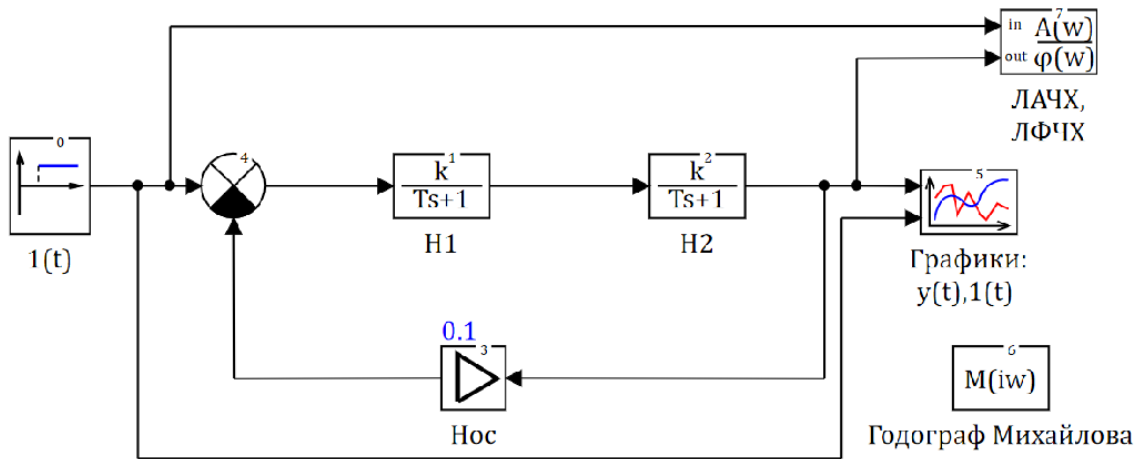 7
in A(w)
out φ(w)
ЛАЧХ,
ЛФЧХ
0
1(t)
4
1
k
Ts+1
H1
2
k
Ts+1
H2
5
Графики:
y(t),1(t)
0.1
3
Hoc
6
M(iw)
Годограф Михайлова